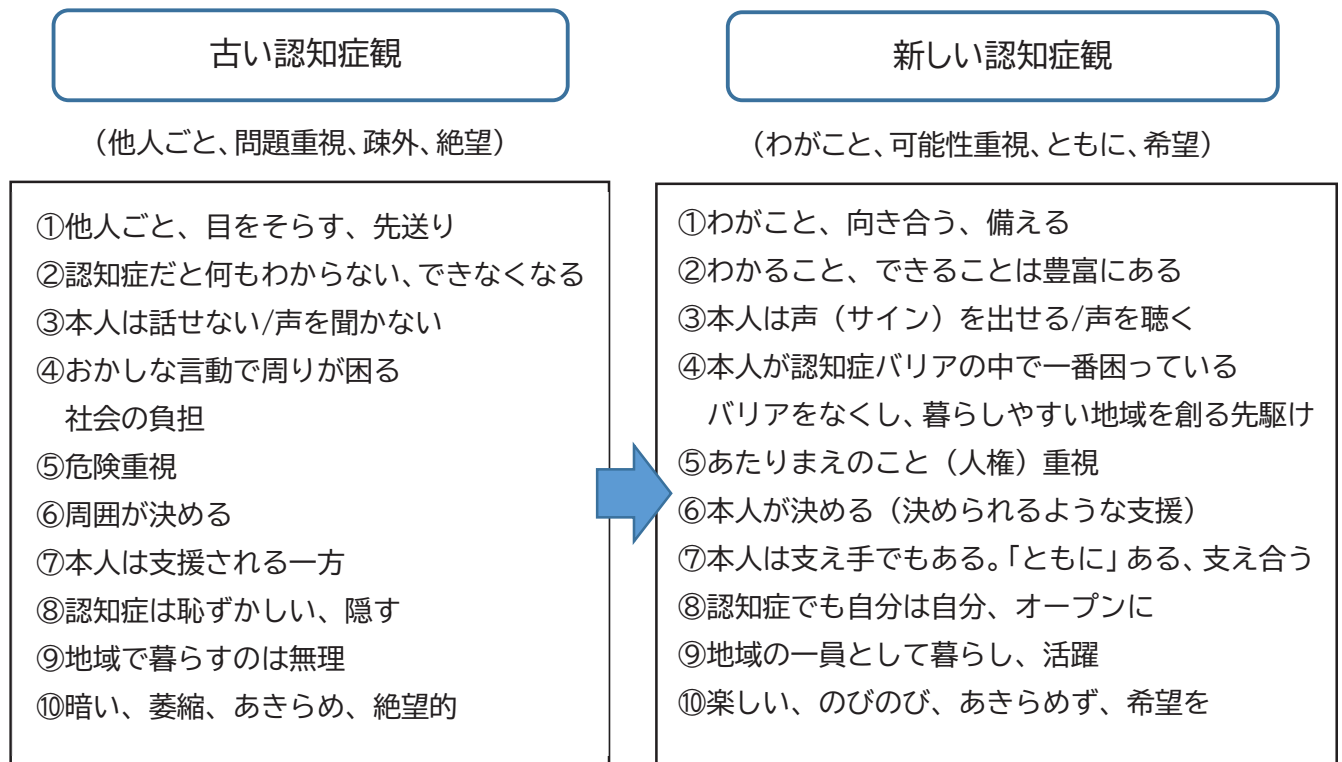 古い認知症観
（他人ごと、問題重視、疎外、絶望）
①他人ごと、目をそらす、先送り
②認知症だと何もわからない、できなくなる
③本人は話せない/声を聞かない
④おかしな言動で周りが困る
社会の負担
⑤危険重視
⑥周囲が決める
⑦本人は支援される一方
⑧認知症は恥ずかしい、隠す
⑨地域で暮らすのは無理
⑩暗い、萎縮、あきらめ、絶望的
新しい認知症観
（わがこと、可能性重視、ともに、希望）
①わがこと、向き合う、備える
②わかること、できることは豊富にある
③本人は声（サイン）を出せる/声を聴く
④本人が認知症バリアの中で一番困っている
バリアをなくし、暮らしやすい地域を創る先駆け
⑤あたりまえのこと（人権）重視
⑥本人が決める（決められるような支援）
⑦本人は支え手でもある。「ともに」ある、支え合う
⑧認知症でも自分は自分、オープンに
⑨地域の一員として暮らし、活躍
⑩楽しい、のびのび、あきらめず、希望を